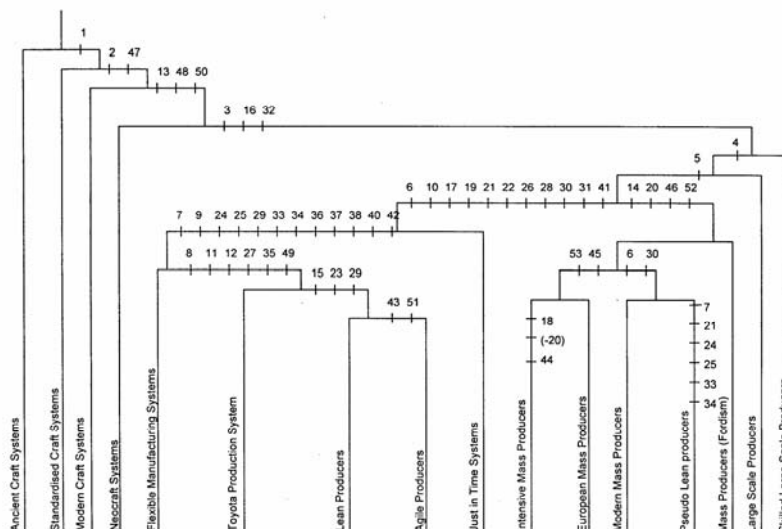 1
2 47
13 48 50
3 16 32
4
5
6 10 17 19 21 22 26 28 30 31 41 14 20 46 52
7 9 24 25 29 33 34 36 37 38 40 42
8 11 12 27 35 49
53 45 6 30
15 23 29
43 51
18
(-20)
44
7
21
24
25
33
34
Ancient Craft Systems
Standardised Craft Systems
Modern Craft Systems
Neocraft Systems
Flexible Manufacturing Systems
Toyota Production System
Lean Producers
Agile Producers
Just in Time Systems
Intensive Mass Producers
European Mass Producers
Modern Mass Producers
Pseudo Lean producers
Mass Producers (Fordism)
Large Scale Producers